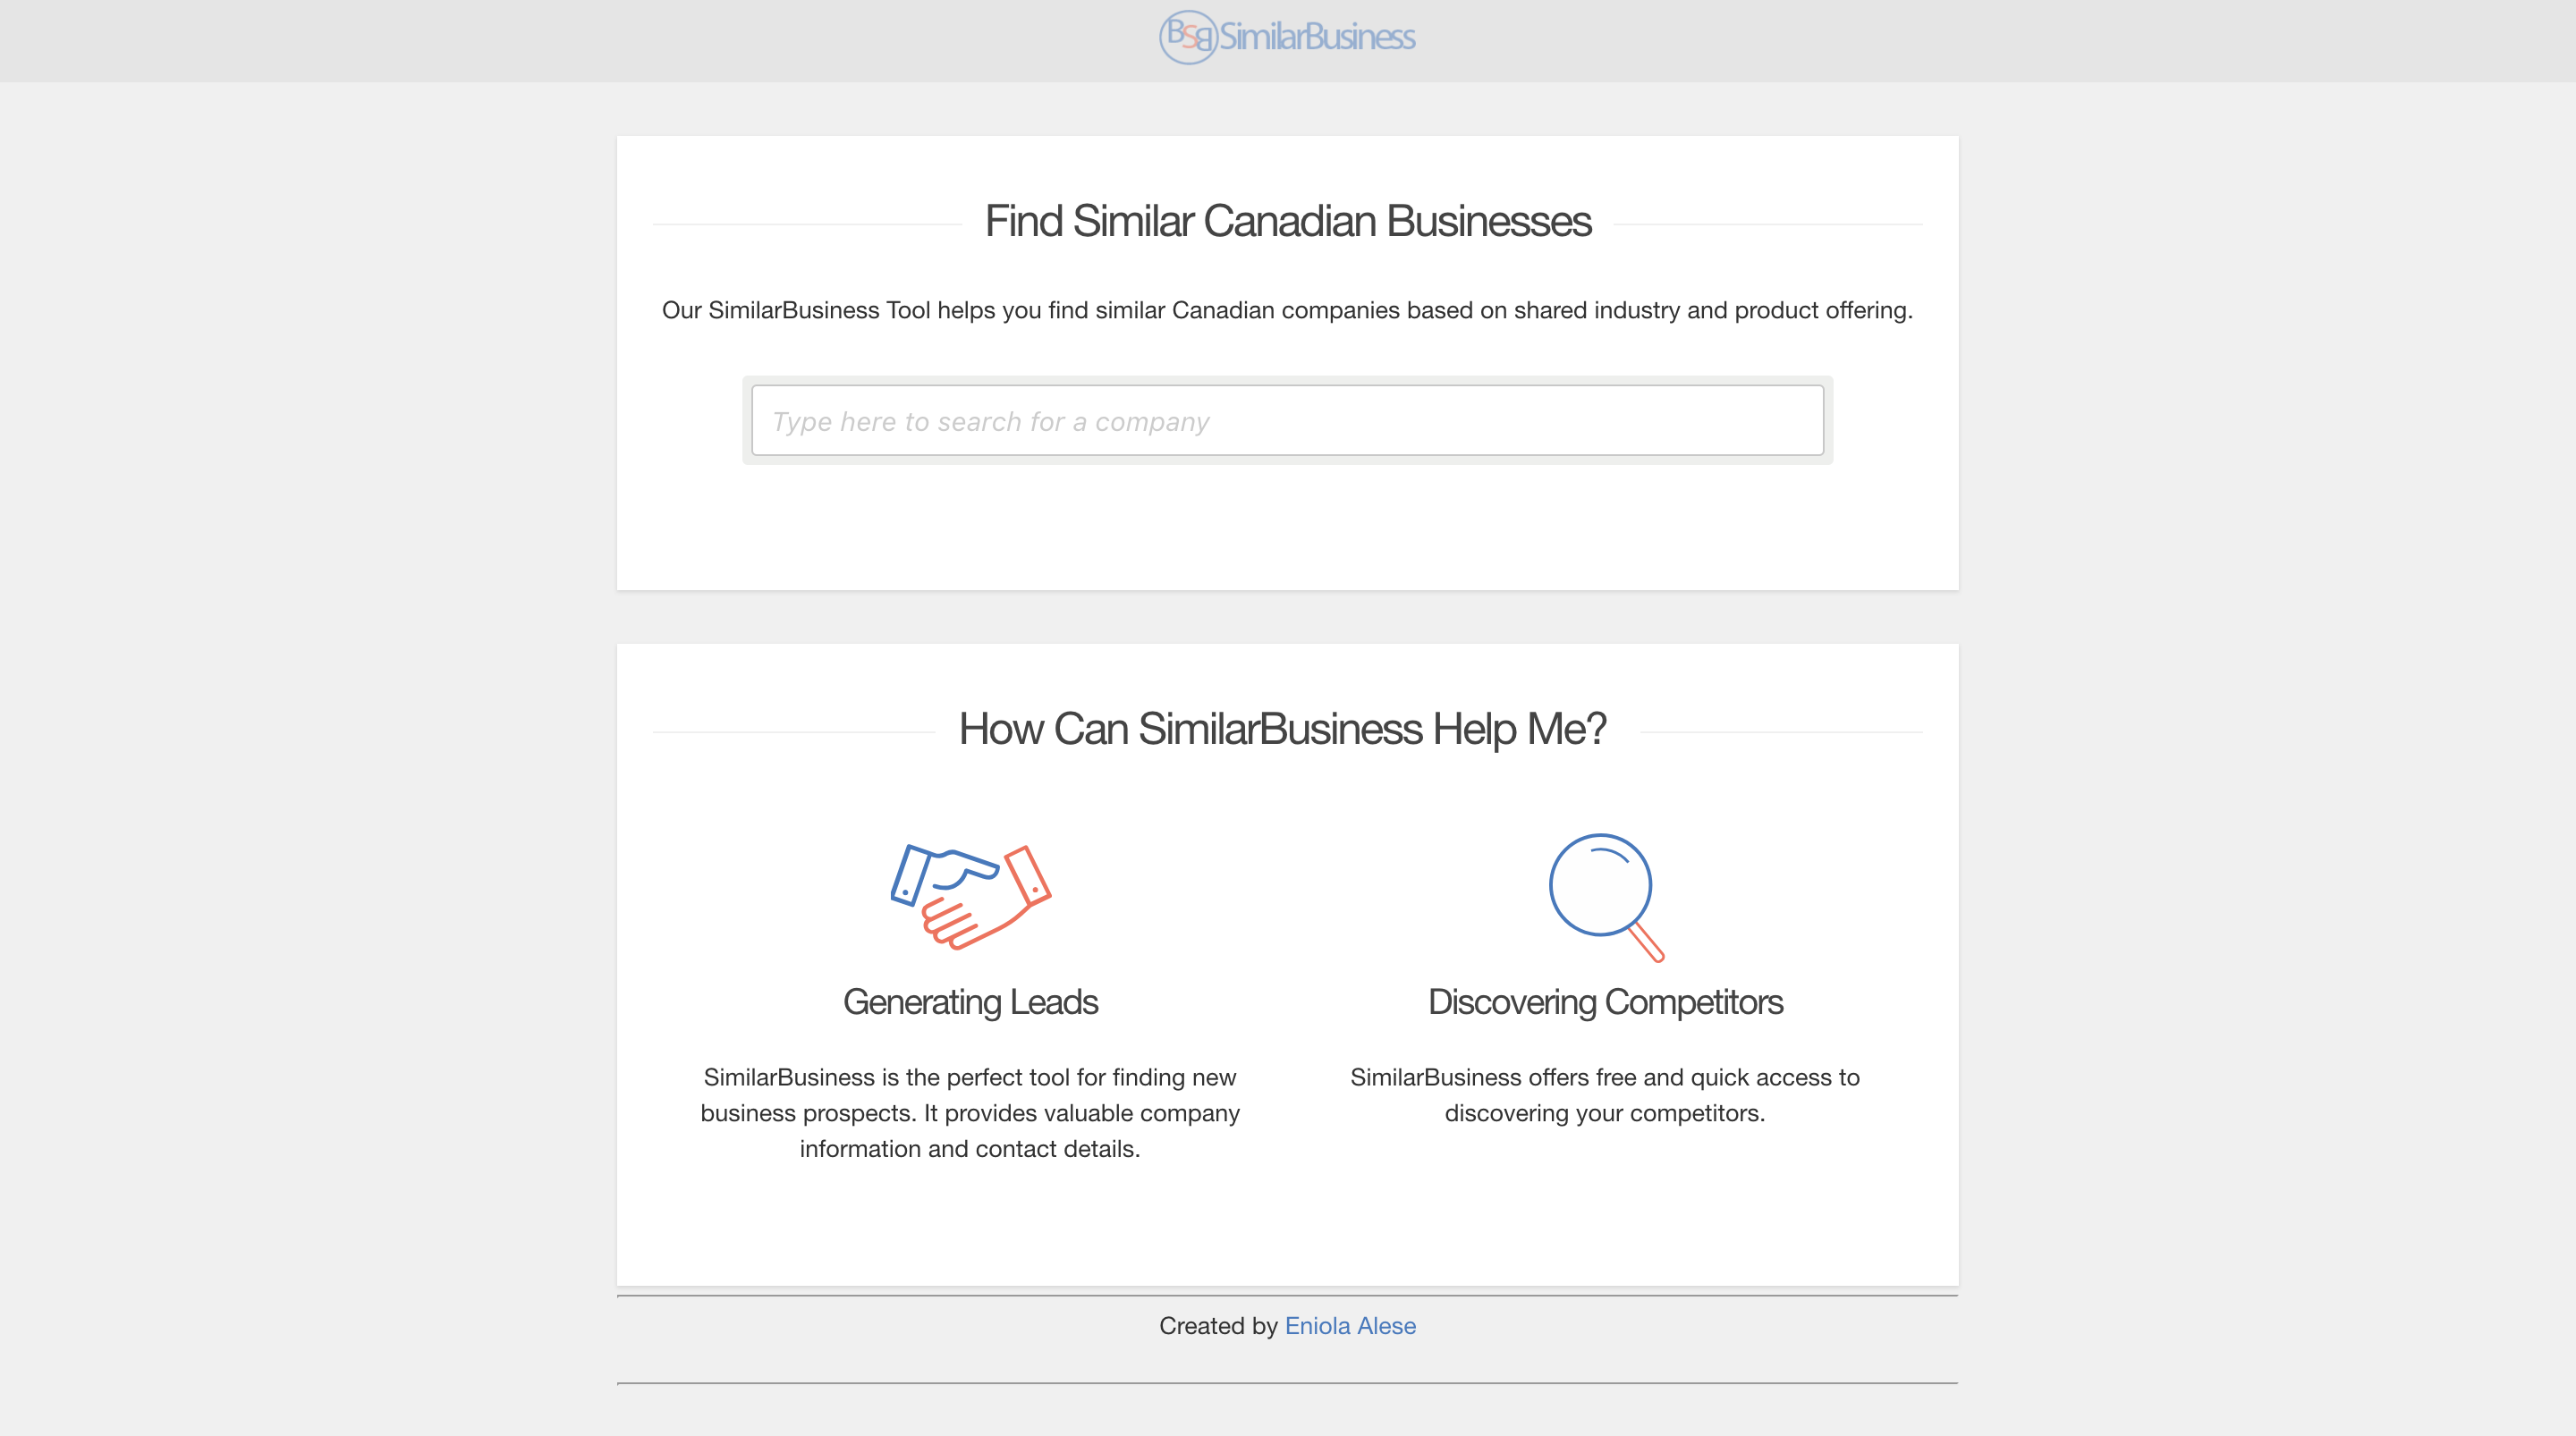 BSB SimilarBusiness
Find Similar Canadian Businesses
Our SimilarBusiness Tool helps you find similar Canadian companies based on shared industry and product offering.
Type here to search for a company
How Can SimilarBusiness Help Me?
Generating Leads
SimilarBusiness is the perfect tool for finding new
business prospects. It provides valuable company
information and contact details.
Discovering Competitors
SimilarBusiness offers free and quick access to
discovering your competitors.
Created by Eniola Alese